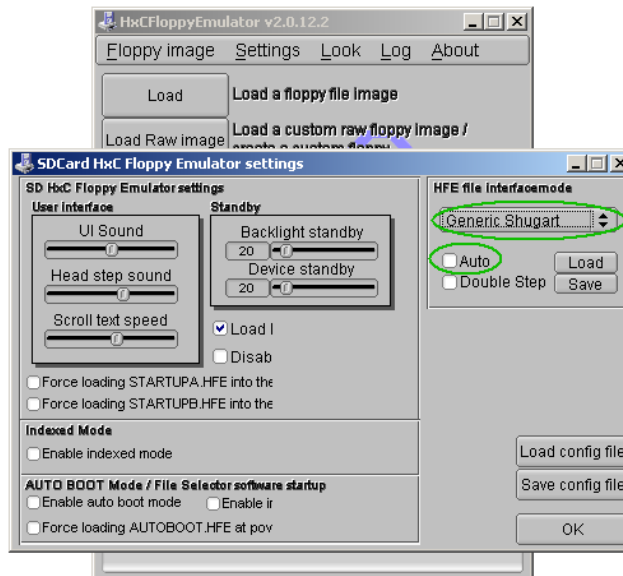 HxCFloppyEmulator v2.0.12.2
Floppy image Settings Look Log About
Load Load a floppy file image
Load Raw image Load a custom raw floppy image /
create a custom floppy
SDCard HxC Floppy Emulator settings
SD HxC Floppy Emulator settings
User Interface
UI Sound
Head step sound
Scroll text speed
Standby
Backlight standby
20
Device standby
20
Load I
Disab
Force loading STARTUPA.HFE into the
Force loading STARTUPB.HFE into the
Indexed Mode
Enable indexed mode
AUTO BOOT Mode / File Selector software startup
Enable auto boot mode Enable ir
Force loading AUTOBOOT.HFE at pov
HFE file interfacemode
Generic Shugart
Auto Load
Double Step Save
Load config file
Save config file
OK